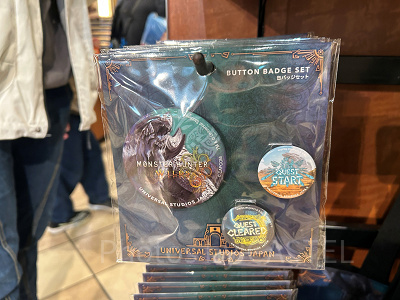 BUTTON BADGE SET
缶バッジセット
MONSTER HUNTER
UNIVERSAL STUDIOS JAPAN
QUEST
START
QUEST
CLEARED
UNIVERSAL STUDIOS JAPAN